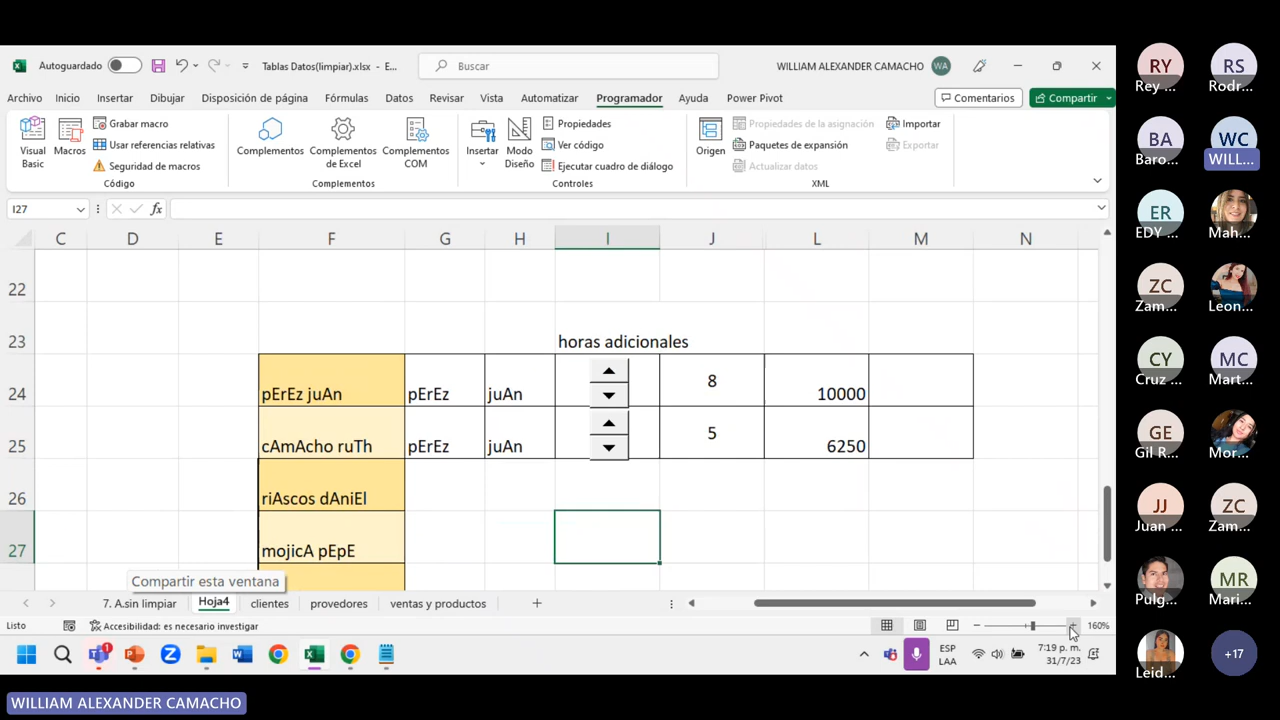 Autoguardado
Tablas Datos(limpiar).xlsx - E...
Buscar
WILLIAM ALEXANDER CAMACHO WA
Archivo Inicio Insertar Dibujar Disposición de página Fórmulas Datos Revisar Vista Automatizar Programador Ayuda Power Pivot
Comentarios Compartir
Visual Basic
Macros
Grabar macro
Usar referencias relativas
Seguridad de macros
Código
Complementos
Complementos de Excel
Complementos COM
Complementos
Insertar
Modo Diseño
Propiedades
Ver código
Ejecutar cuadro de diálogo
Controles
Origen
Propiedades de la asignación
Paquetes de expansión
Actualizar datos
Importar
Exportar
XML
I27
fx
C D E F G H I J L M N
22
23 horas adicionales
24 pErEz juAn pErEz juAn 8 10000
25 cAmAcho ruTh pErEz juAn 5 6250
26 riAscos dAniEl
27 mojicA pEpE
Compartir esta ventana
7. A.sin limpiar Hoja4 clientes provedores ventas y productos
Listo
Accesibilidad: es necesario investigar
160%
1
ESP
LAA
7:19 p. m.
31/7/23
WILLIAM ALEXANDER CAMACHO
RY
Rey ...
RS
Rodr...
BA
Baro...
WC
WILL...
ER
EDY ...
Mah...
ZC
Zam...
Leon...
CY
Cruz ...
MC
Mart...
GE
Gil R...
Mor...
JJ
Juan ...
ZC
Zam...
Pulg...
MR
Mari...
Leid...
+17